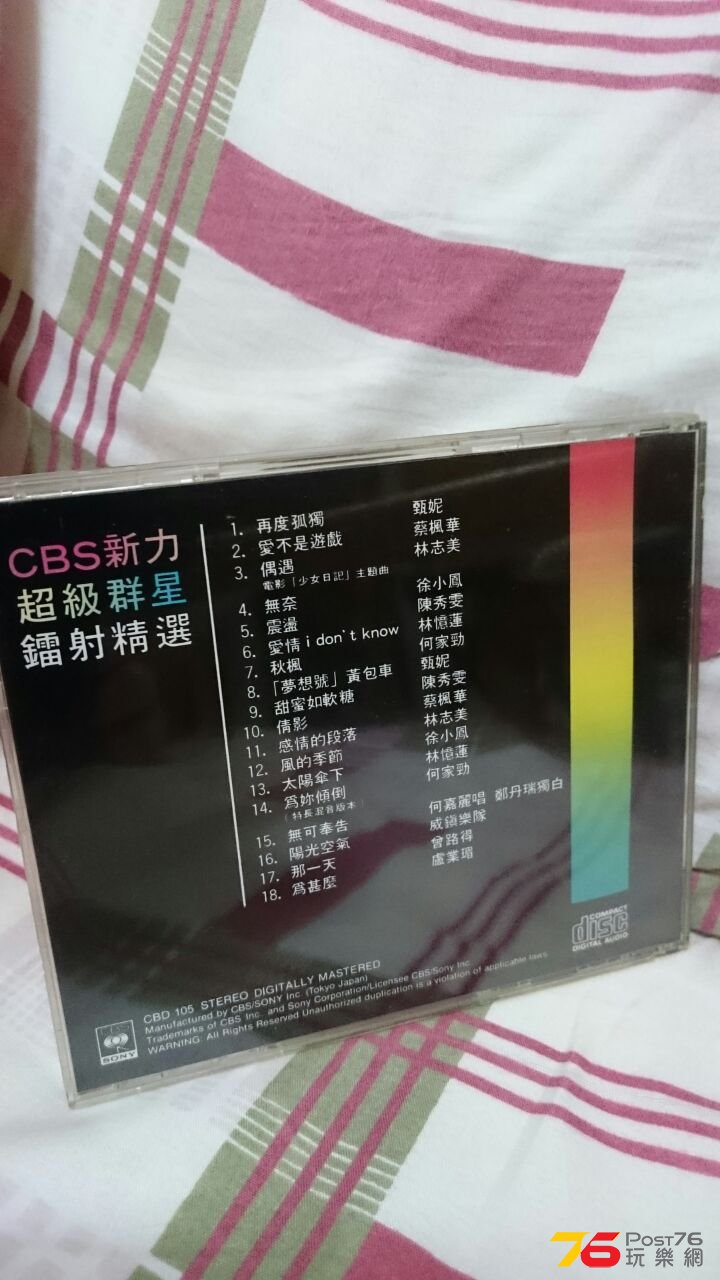 CBS新力
超級群星
鐳射精選
1. 再度孤獨 甄妮
2. 愛不是遊戲 蔡楓華
3. 偶遇 林志美
電影「少女日記」主題曲
4. 無奈 徐小鳳
5. 震盪 陳秀雯
6. 愛情 i don't know 林憶蓮
7. 秋楓 何家勁
8. 「夢想號」黃包車 甄妮
9. 甜蜜如軟糖 陳秀雯
10. 倩影 蔡楓華
11. 感情的段落 林志美
12. 風的季節 徐小鳳
13. 太陽傘下 林憶蓮
14. 為妳傾倒 何家勁
(特長混音版本)
15. 無可奉告 何嘉麗唱 鄭丹瑞獨白
16. 陽光空氣 威鎮樂隊
17. 那一天 曾路得
18. 為甚麼 盧業瑂
COMPACT
disc
DIGITAL AUDIO
CBD 105 STEREO DIGITALLY MASTERED
Manufactured by CBS/SONY Inc (Tokyo Japan)
Trademarks of CBS Inc. and Sony Corporation/Licensee CBS/Sony Inc.
WARNING: All Rights Reserved Unauthorized duplication is a violation of applicable laws
SONY
76 POST76
玩樂網